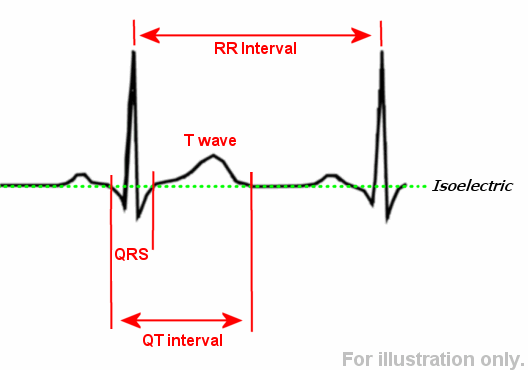 RR Interval
T wave
Isoelectric
QRS
QT interval
For illustration only.